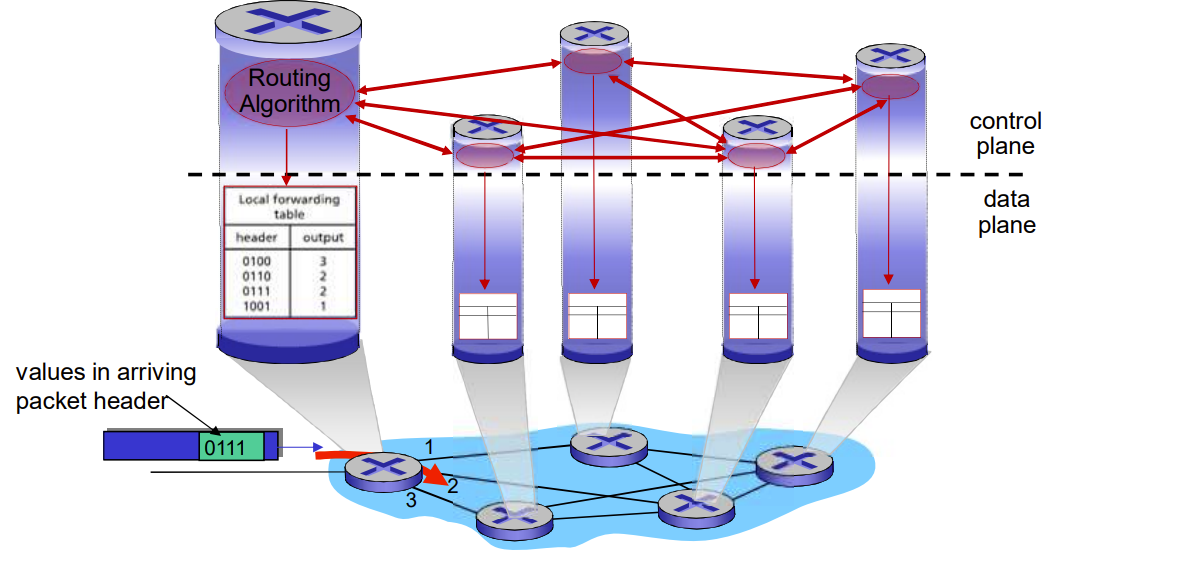 Routing
Algorithm
control
plane
data
plane
Local forwarding
table
header output
0100 3
0110 2
0111 2
1001 1
values in arriving
packet header
0111
1
2
3